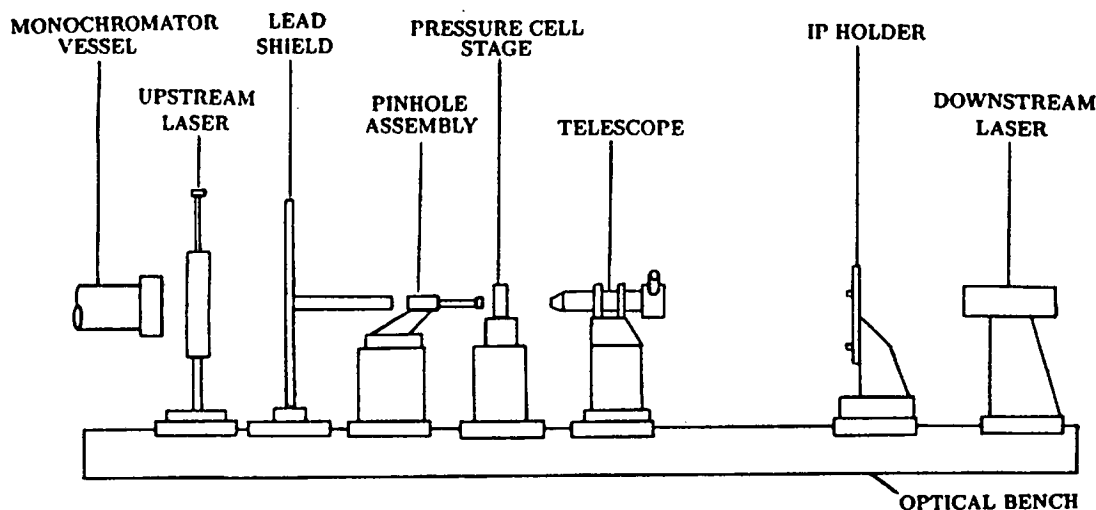 MONOCHROMATOR
VESSEL
LEAD
SHIELD
PRESSURE CELL
STAGE
IP HOLDER
UPSTREAM
LASER
PINHOLE
ASSEMBLY
TELESCOPE
DOWNSTREAM
LASER
OPTICAL BENCH